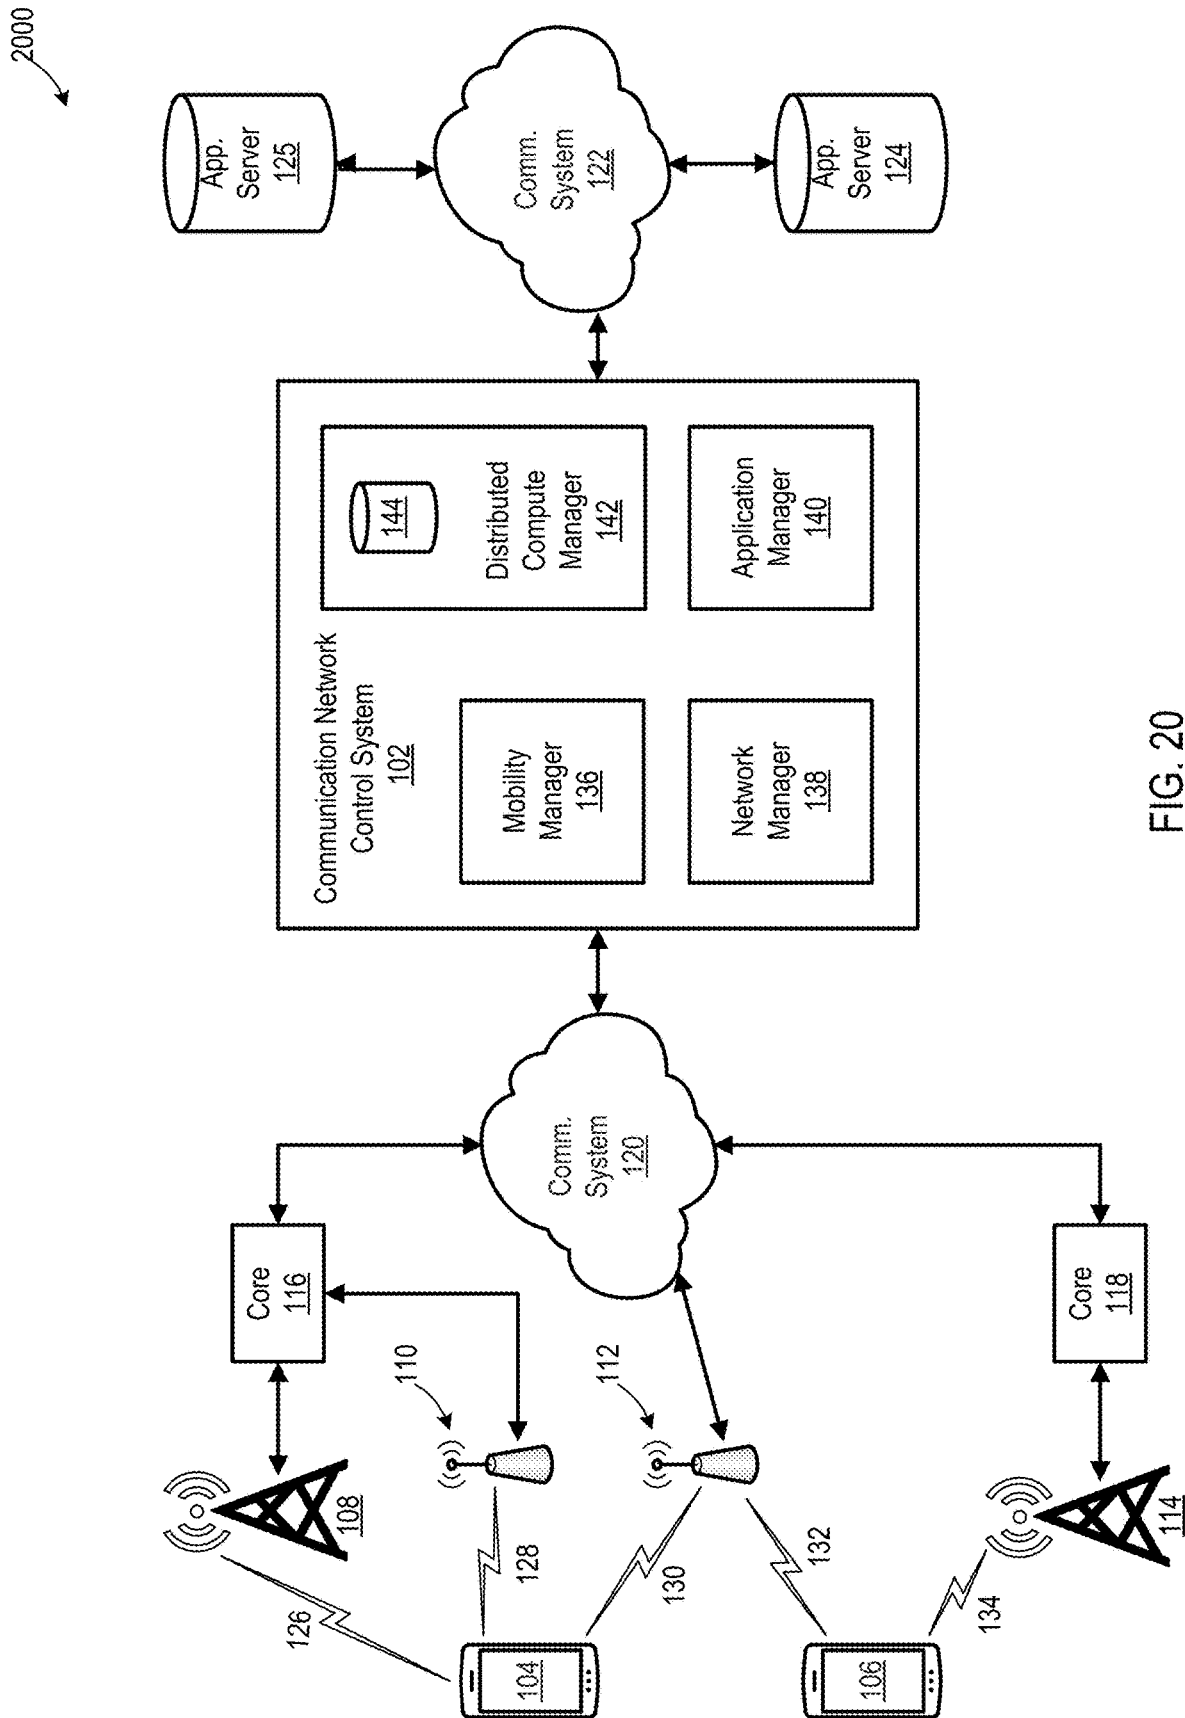 2000
126
108
Core
116
128
110
104
130
112
132
106
134
114
Core
118
Comm.
System
120
Communication Network
Control System
102
Mobility
Manager
136
Network
Manager
138
144
Distributed
Compute
Manager
142
Application
Manager
140
App.
Server
125
Comm.
System
122
App.
Server
124
FIG. 20